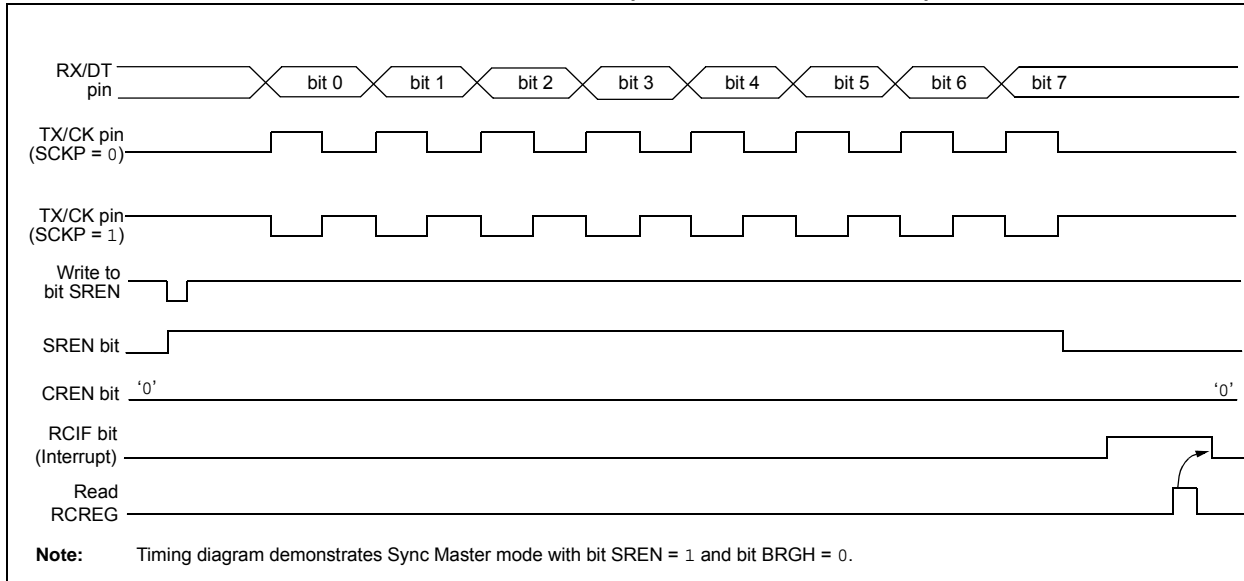 RX/DT
pin
bit 0 bit 1 bit 2 bit 3 bit 4 bit 5 bit 6 bit 7
TX/CK pin
(SCKP = 0)
TX/CK pin
(SCKP = 1)
Write to
bit SREN
SREN bit
CREN bit ‘0’ ‘0’
RCIF bit
(Interrupt)
Read
RCREG
Note: Timing diagram demonstrates Sync Master mode with bit SREN = 1 and bit BRGH = 0.